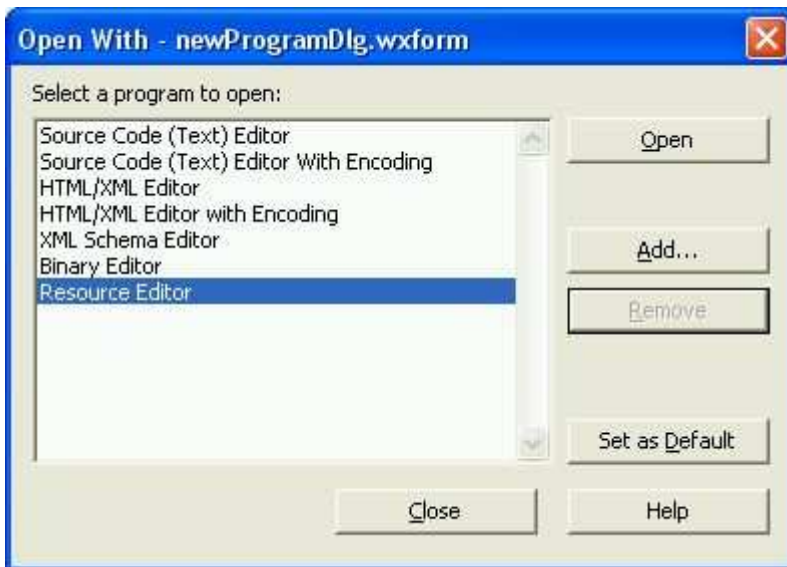 Open With - newProgramDlg.wxform
Select a program to open:
Source Code (Text) Editor
Source Code (Text) Editor With Encoding
HTML/XML Editor
HTML/XML Editor with Encoding
XML Schema Editor
Binary Editor
Resource Editor
Open
Add...
Remove
Set as Default
Close
Help